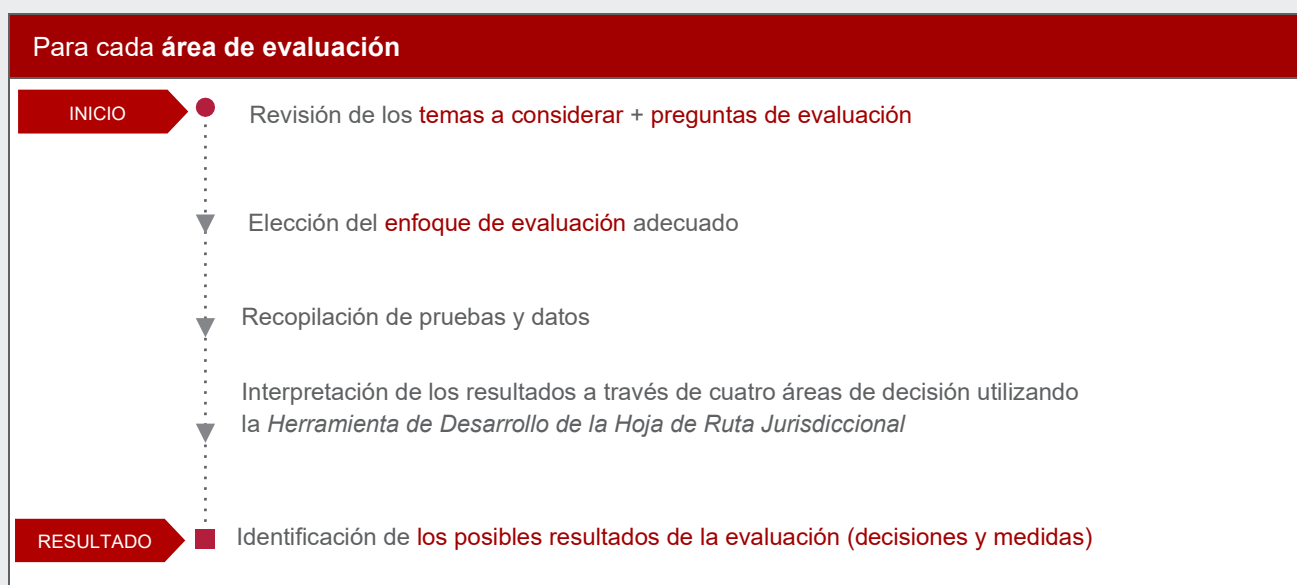 Para cada área de evaluación
INICIO
Revisión de los temas a considerar + preguntas de evaluación
Elección del enfoque de evaluación adecuado
Recopilación de pruebas y datos
Interpretación de los resultados a través de cuatro áreas de decisión utilizando
la Herramienta de Desarrollo de la Hoja de Ruta Jurisdiccional
RESULTADO
Identificación de los posibles resultados de la evaluación (decisiones y medidas)